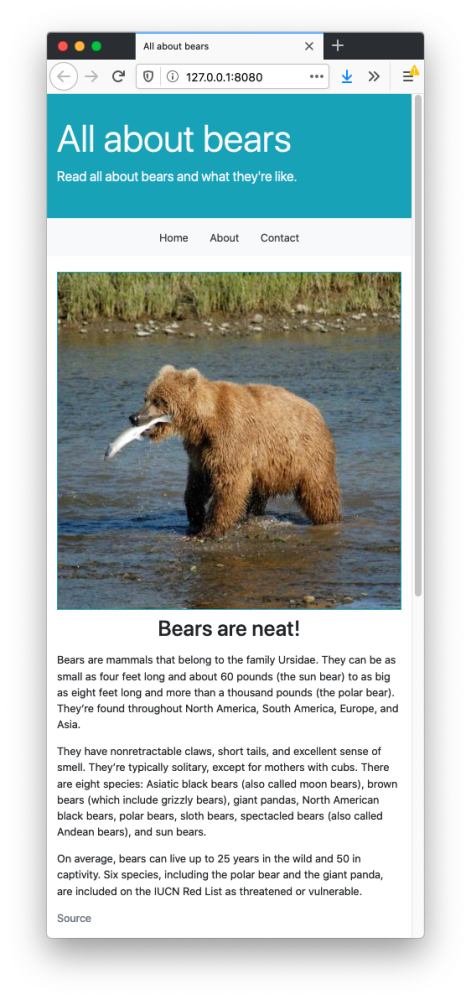 All about bears
127.0.0.1:8080
All about bears
Read all about bears and what they're like.
Home About Contact
Bears are neat!
Bears are mammals that belong to the family Ursidae. They can be as
small as four feet long and about 60 pounds (the sun bear) to as big
as eight feet long and more than a thousand pounds (the polar bear).
They’re found throughout North America, South America, Europe, and
Asia.
They have nonretractable claws, short tails, and excellent sense of
smell. They’re typically solitary, except for mothers with cubs. There
are eight species: Asiatic black bears (also called moon bears), brown
bears (which include grizzly bears), giant pandas, North American
black bears, polar bears, sloth bears, spectacled bears (also called
Andean bears), and sun bears.
On average, bears can live up to 25 years in the wild and 50 in
captivity. Six species, including the polar bear and the giant panda,
are included on the IUCN Red List as threatened or vulnerable.
Source